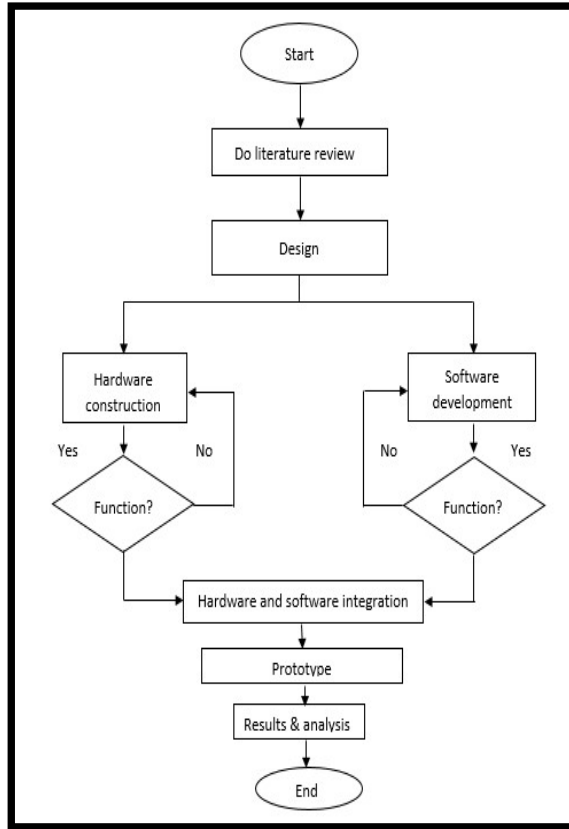 Start
Do literature review
Design
Hardware
construction
Software
development
Yes
No
No
Yes
Function?
Function?
Hardware and software integration
Prototype
Results & analysis
End